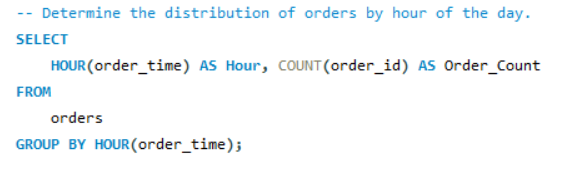 -- Determine the distribution of orders by hour of the day.
SELECT
    HOUR(order_time) AS Hour, COUNT(order_id) AS Order_Count
FROM
    orders
GROUP BY HOUR(order_time);